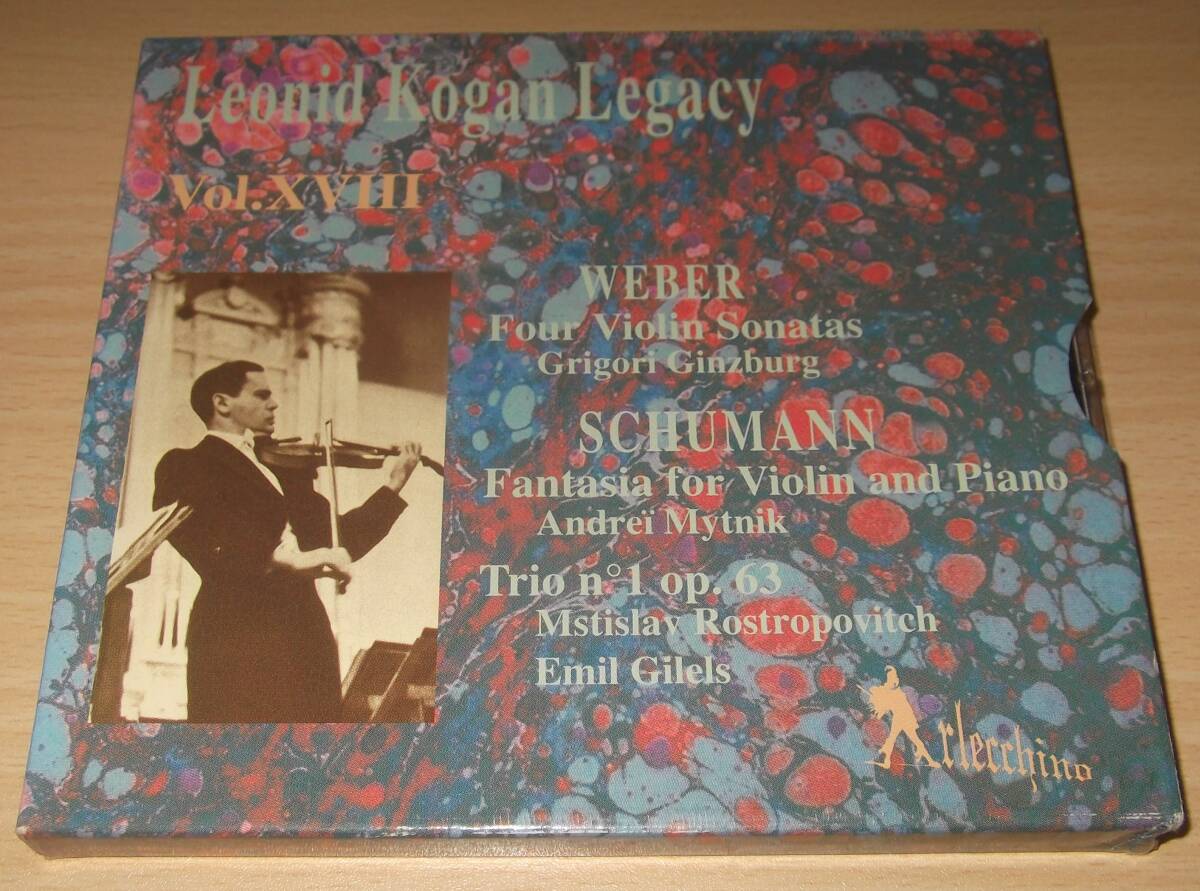 Leonid Kogan Legacy
Vol.XVIII
WEBER
Four Violin Sonatas
Grigori Ginzburg
SCHUMANN
Fantasia for Violin and Piano
Andreï Mytnik
Trio n°1 op. 63
Mstislav Rostropovitch
Emil Gilels
Arlecchino